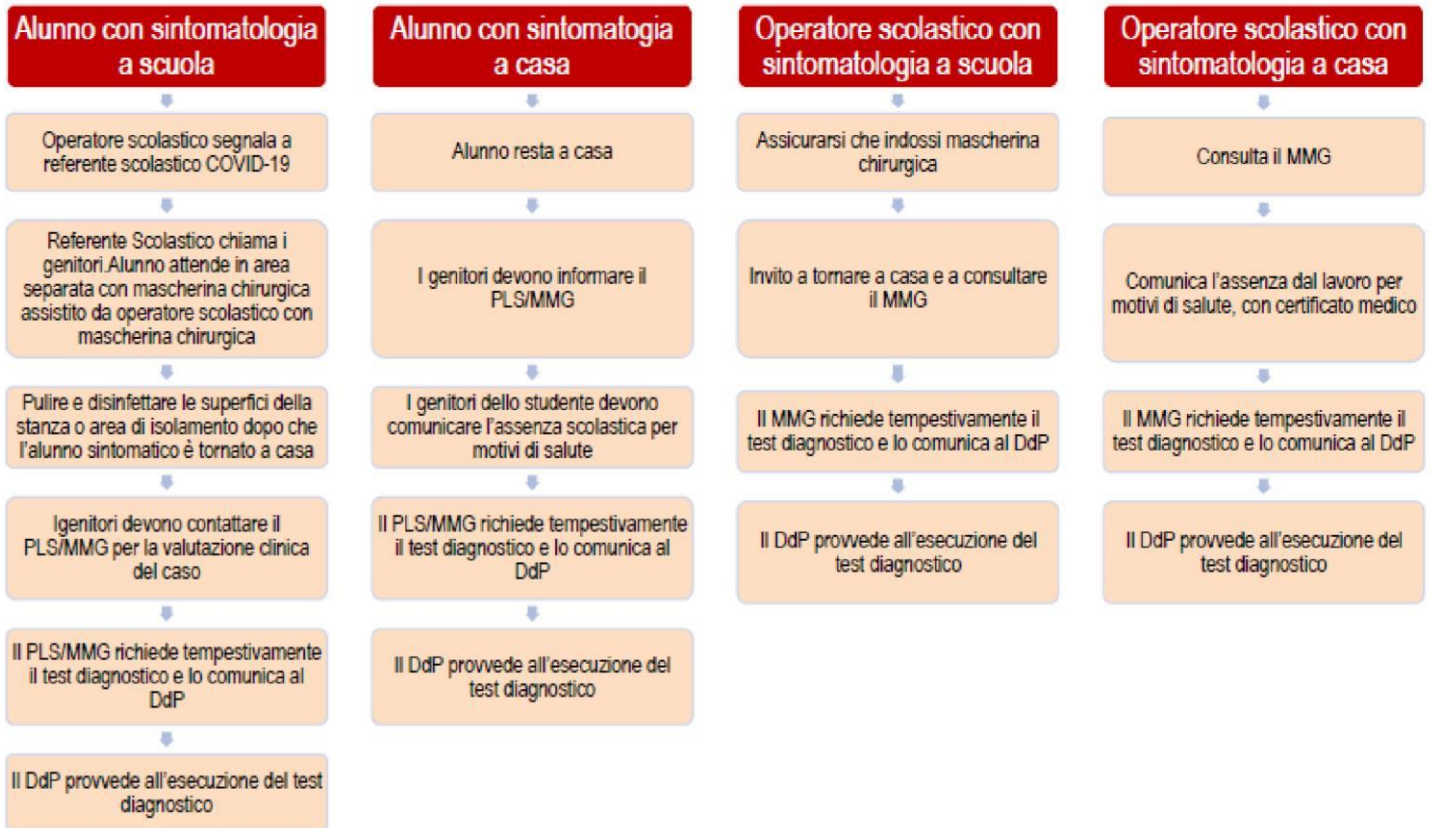 Alunno con sintomatologia
a scuola
Operatore scolastico segnala a
referente scolastico COVID-19
Referente Scolastico chiama i
genitori.Alunno attende in area
separata con mascherina chirurgica
assistito da operatore scolastico con
mascherina chirurgica
Pulire e disinfettare le superfici della
stanza o area di isolamento dopo che
l'alunno sintomatico è tornato a casa
Igenitori devono contattare il
PLS/MMG per la valutazione clinica
del caso
Il PLS/MMG richiede tempestivamente
il test diagnostico e lo comunica al
DdP
Il DdP provvede all'esecuzione del test
diagnostico
Alunno con sintomatogia
a casa
Alunno resta a casa
I genitori devono informare il
PLS/MMG
I genitori dello studente devono
comunicare l'assenza scolastica per
motivi di salute
Il PLS/MMG richiede tempestivamente
il test diagnostico e lo comunica al
DdP
Il DdP provvede all'esecuzione del
test diagnostico
Operatore scolastico con
sintomatologia a scuola
Assicurarsi che indossi mascherina
chirurgica
Invito a tornare a casa e a consultare
il MMG
Il MMG richiede tempestivamente il
test diagnostico e lo comunica al DdP
Il DdP provvede all'esecuzione del
test diagnostico
Operatore scolastico con
sintomatologia a casa
Consulta il MMG
Comunica l'assenza dal lavoro per
motivi di salute, con certificato medico
Il MMG richiede tempestivamente il
test diagnostico e lo comunica al DdP
Il DdP provvede all'esecuzione del
test diagnostico